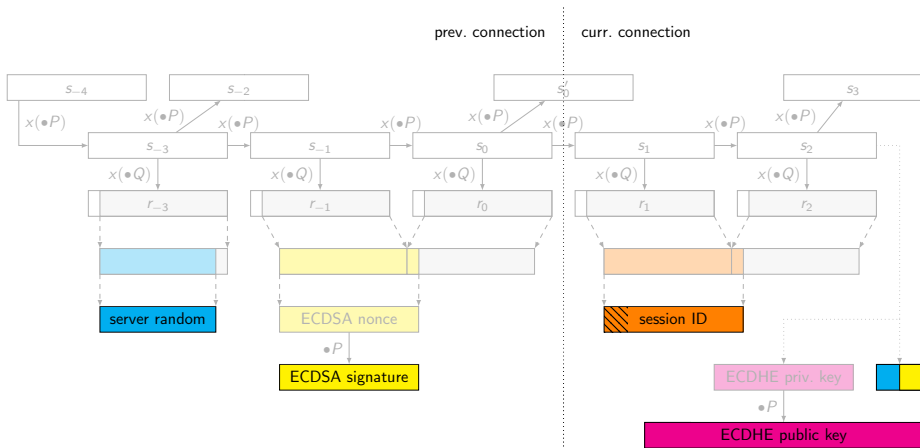 prev. connection curr. connection
s₋₄ s₋₂ s₀′ s₃
x(•P) x(•P) x(•P) x(•P) x(•P) x(•P) x(•P) x(•P)
s₋₃ s₋₁ s₀ s₁ s₂
x(•Q) x(•Q) x(•Q) x(•Q) x(•Q)
r₋₃ r₋₁ r₀ r₁ r₂
server random ECDSA nonce session ID
•P
ECDSA signature ECDHE priv. key
•P
ECDHE public key